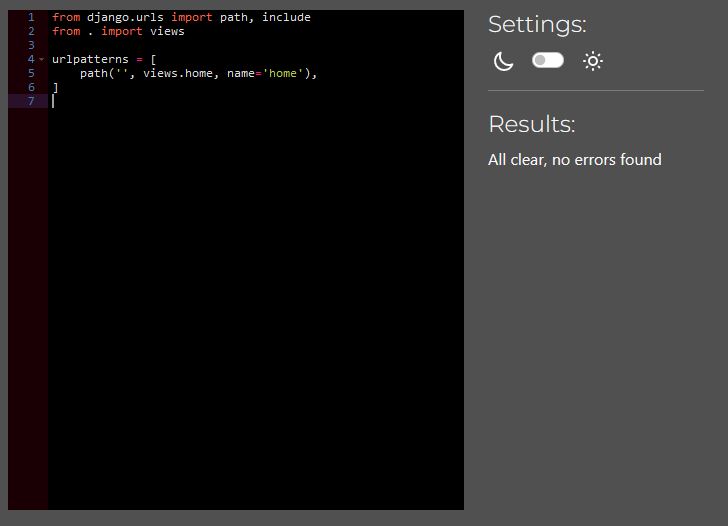 1 from django.urls import path, include
2 from . import views
3
4 urlpatterns = [
5     path('', views.home, name='home'),
6 ]
7
Settings:
Results:
All clear, no errors found